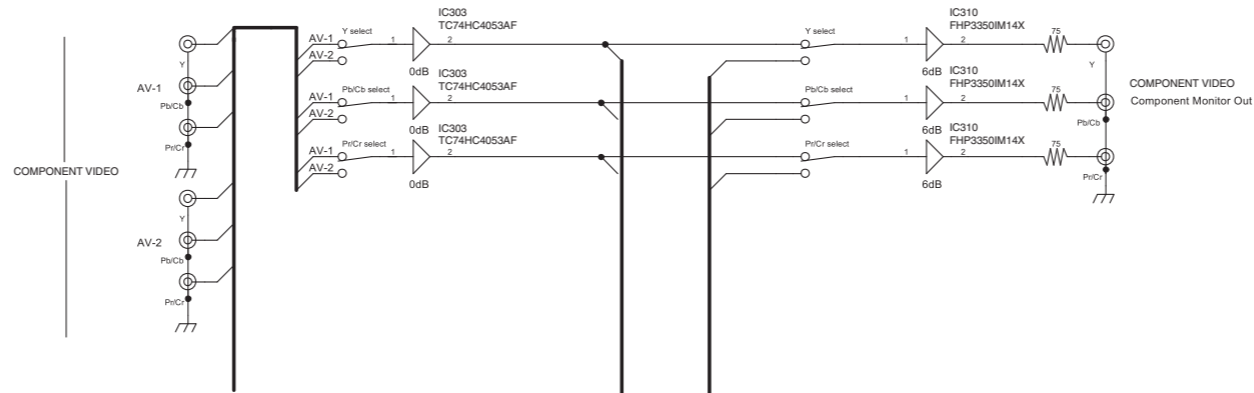 IC303
TC74HC4053AF
IC310
FHP3350IM14X
Y select
AV-1
AV-2
1
2
0dB
Y select
1
2
6dB
75
Y
Y
AV-1
Pb/Cb
Pr/Cr
IC303
TC74HC4053AF
Pb/Cb select
AV-1
AV-2
1
2
0dB
IC310
FHP3350IM14X
Pb/Cb select
1
2
6dB
75
Pb/Cb
COMPONENT VIDEO
Component Monitor Out
IC303
TC74HC4053AF
Pr/Cr select
AV-1
AV-2
1
2
0dB
IC310
FHP3350IM14X
Pr/Cr select
1
2
6dB
75
Pr/Cr
COMPONENT VIDEO
Y
AV-2
Pb/Cb
Pr/Cr